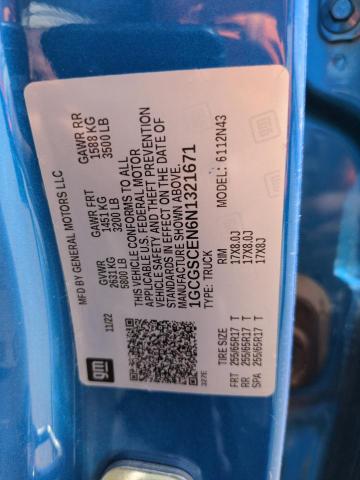 MFD BY GENERAL MOTORS LLC
gm
11/22
GVWR
2631 KG
5800 LB
GAWR FRT
1451 KG
3200 LB
GAWR RR
1588 KG
3500 LB
THIS VEHICLE CONFORMS TO ALL
APPLICABLE U.S. FEDERAL MOTOR
VEHICLE SAFETY AND THEFT PREVENTION
STANDARDS IN EFFECT ON THE DATE OF
MANUFACTURE SHOWN ABOVE.
1GCGSCEN6N1321671
TYPE: TRUCK
MODEL: 6112N43
327E
TIRE SIZE RIM
FRT 255/65R17 T 17X8.0J
RR 255/65R17 T 17X8.0J
SPA 255/65R17 T 17X8J